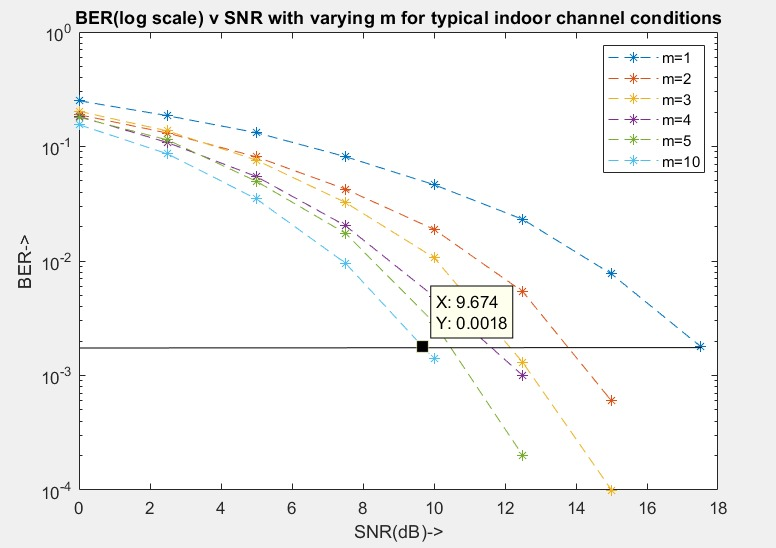 BER(log scale) v SNR with varying m for typical indoor channel conditions
10^0
10^-1
10^-2
10^-3
10^-4
BER->
m=1
m=2
m=3
m=4
m=5
m=10
X: 9.674
Y: 0.0018
0 2 4 6 8 10 12 14 16 18
SNR(dB)->